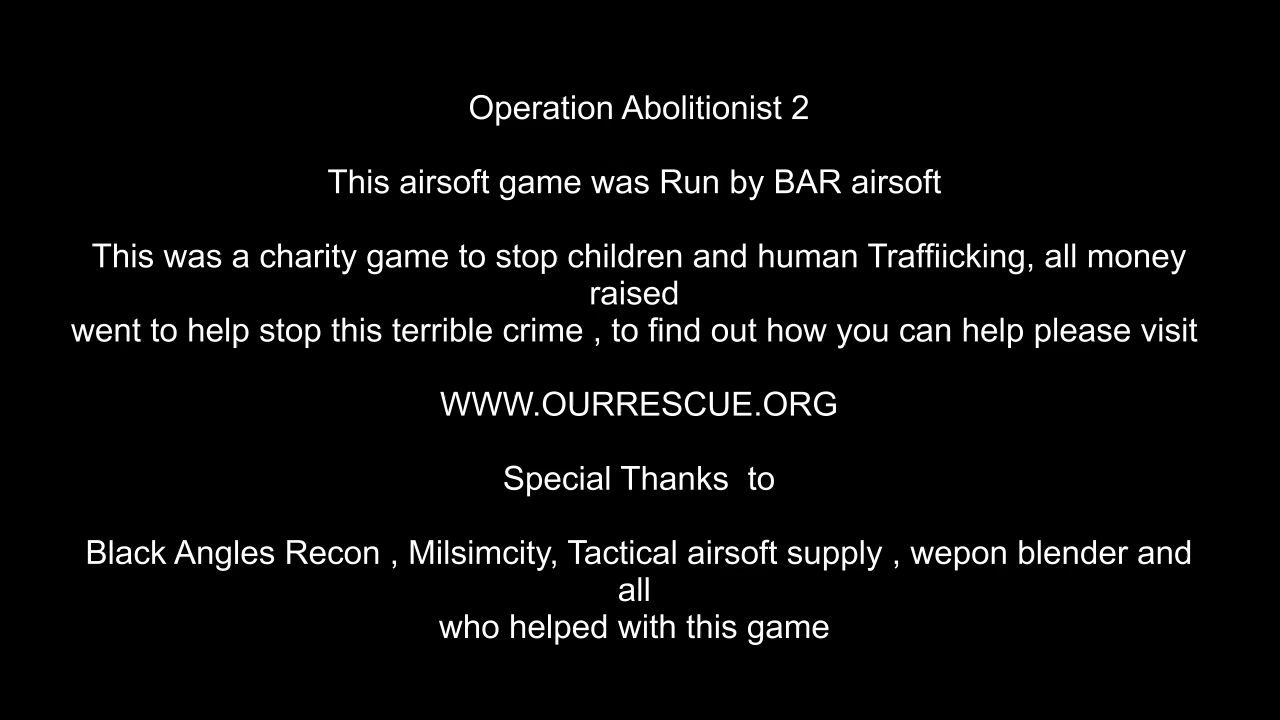 Operation Abolitionist 2
This airsoft game was Run by BAR airsoft
This was a charity game to stop children and human Traffiicking, all money
raised
went to help stop this terrible crime , to find out how you can help please visit
WWW.OURRESCUE.ORG
Special Thanks  to
Black Angles Recon , Milsimcity, Tactical airsoft supply , wepon blender and
all
who helped with this game